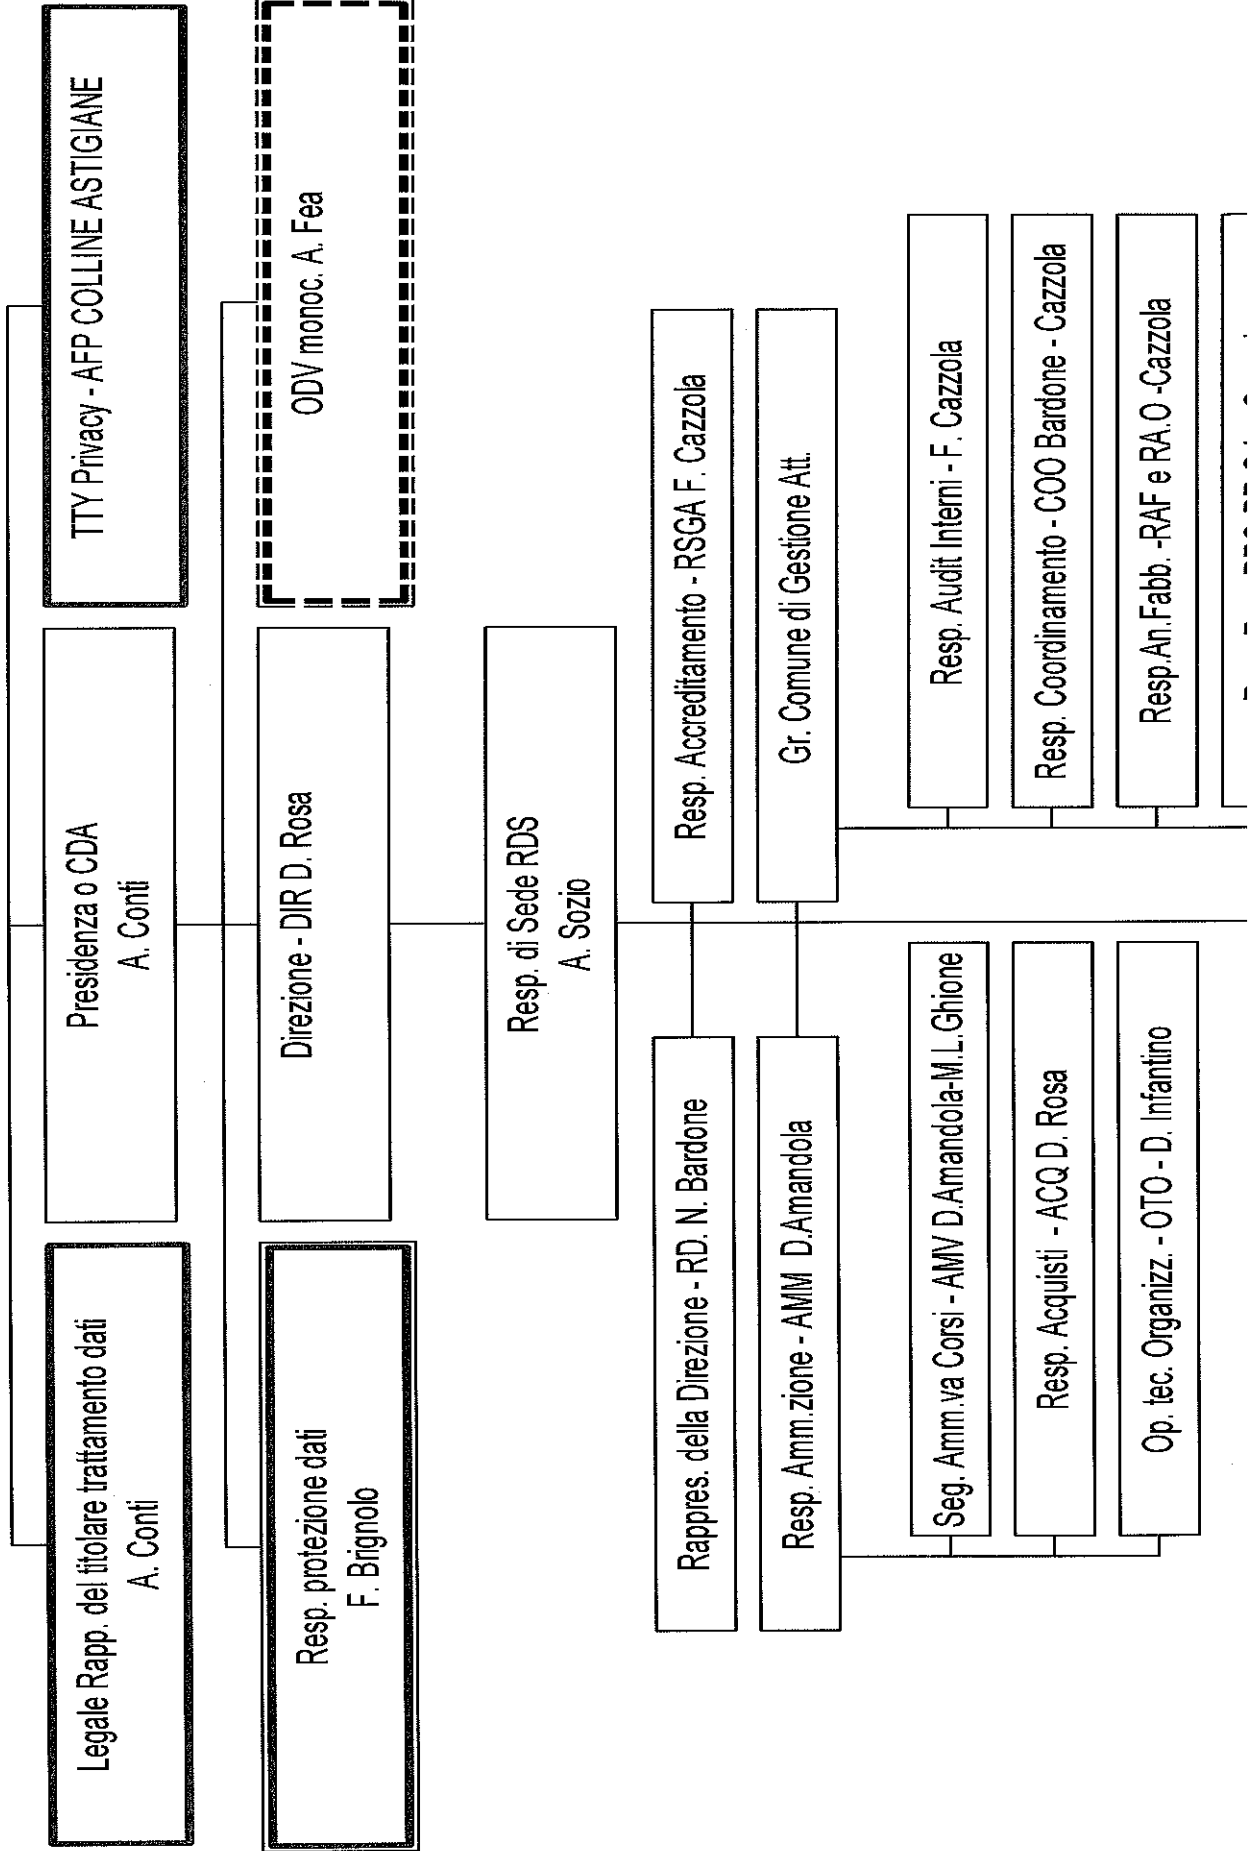 Legale Rapp. del titolare trattamento dati
A. Conti
Presidenza o CDA
A. Conti
TTY Privacy - AFP COLLINE ASTIGIANE
Resp. protezione dati
F. Brignolo
Direzione - DIR D. Rosa
ODV monoc. A. Fea
Resp. di Sede RDS
A. Sozio
Rappres. della Direzione - RD. N. Bardone
Resp. Accreditamento - RSGA F. Cazzola
Resp. Amm.zione - AMM D.Amandola
Gr. Comune di Gestione Att.
Seg. Amm.va Corsi - AMV D.Amandola-M.L.Ghione
Resp. Acquisti - ACQ D. Rosa
Op. tec. Organizz. - OTO - D. Infantino
Resp. Audit Interni - F. Cazzola
Resp. Coordinamento - COO Bardone - Cazzola
Resp.An.Fabb. -RAF e RA.O -Cazzola